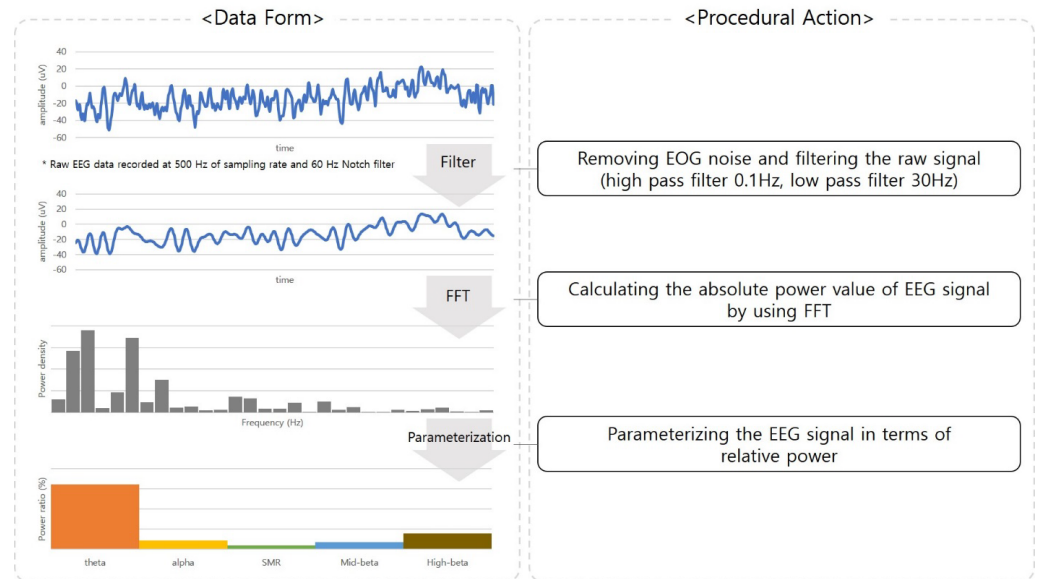 <Data Form>
<Procedural Action>
amplitude (uV)
40
20
0
-20
-40
-60
time
* Raw EEG data recorded at 500 Hz of sampling rate and 60 Hz Notch filter
Filter
Removing EOG noise and filtering the raw signal
(high pass filter 0.1Hz, low pass filter 30Hz)
amplitude (uV)
40
20
0
-20
-40
-60
time
FFT
Calculating the absolute power value of EEG signal
by using FFT
Power density
Frequency (Hz)
Parameterization
Parameterizing the EEG signal in terms of
relative power
Power ratio (%)
theta
alpha
SMR
Mid-beta
High-beta